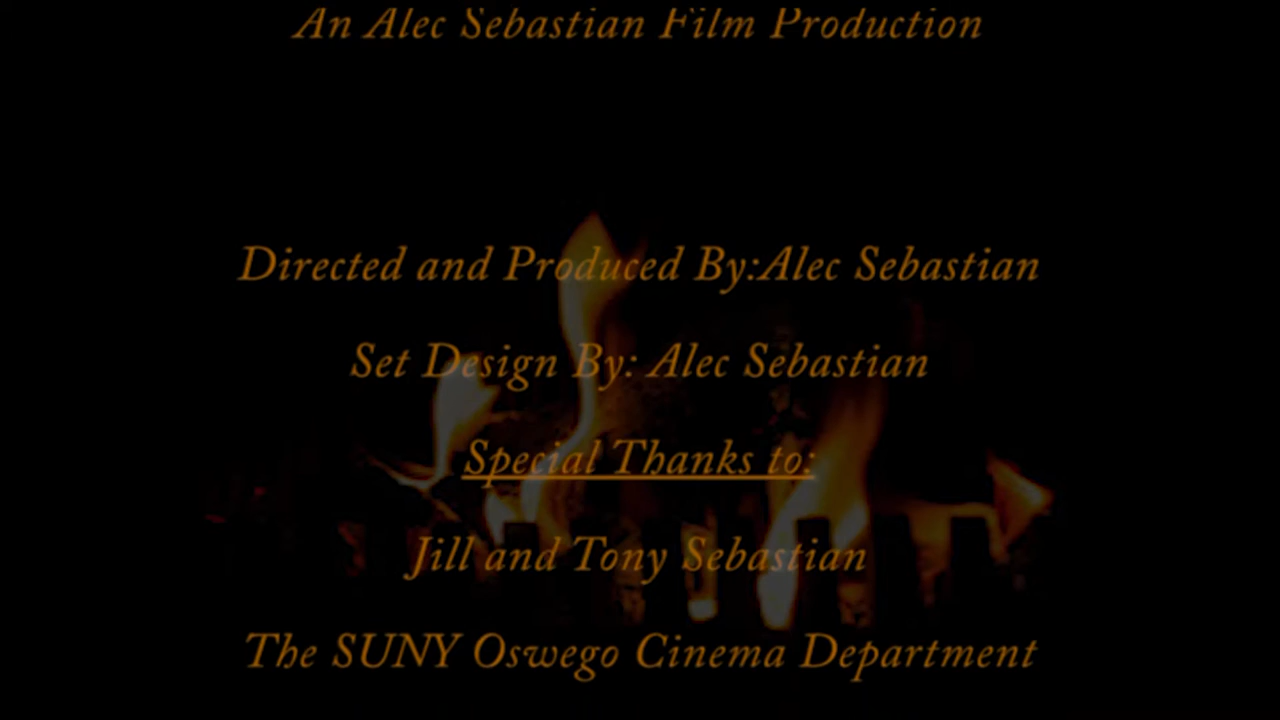 An Alec Sebastian Film Production
Directed and Produced By:Alec Sebastian
Set Design By: Alec Sebastian
Special Thanks to:
Jill and Tony Sebastian
The SUNY Oswego Cinema Department